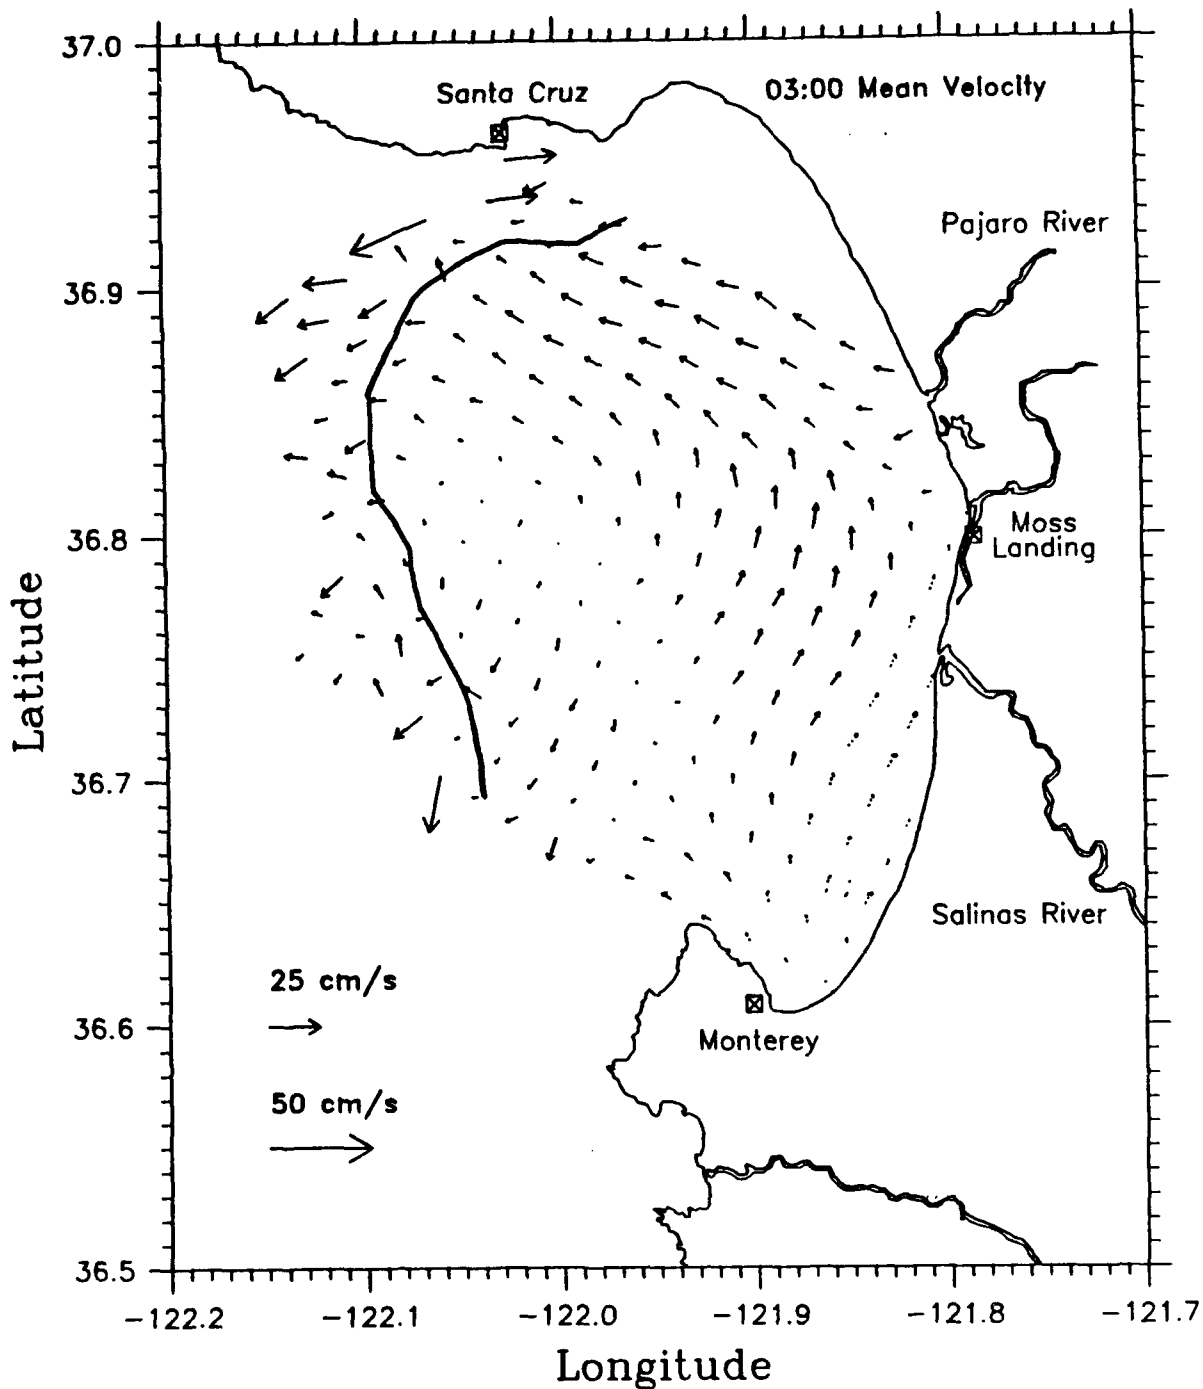 37.0
Santa Cruz
03:00 Mean Velocity
Pajaro River
36.9
Moss
Landing
36.8
Latitude
36.7
Salinas River
25 cm/s
36.6
Monterey
50 cm/s
36.5
-122.2
-122.1
-122.0
-121.9
-121.8
-121.7
Longitude